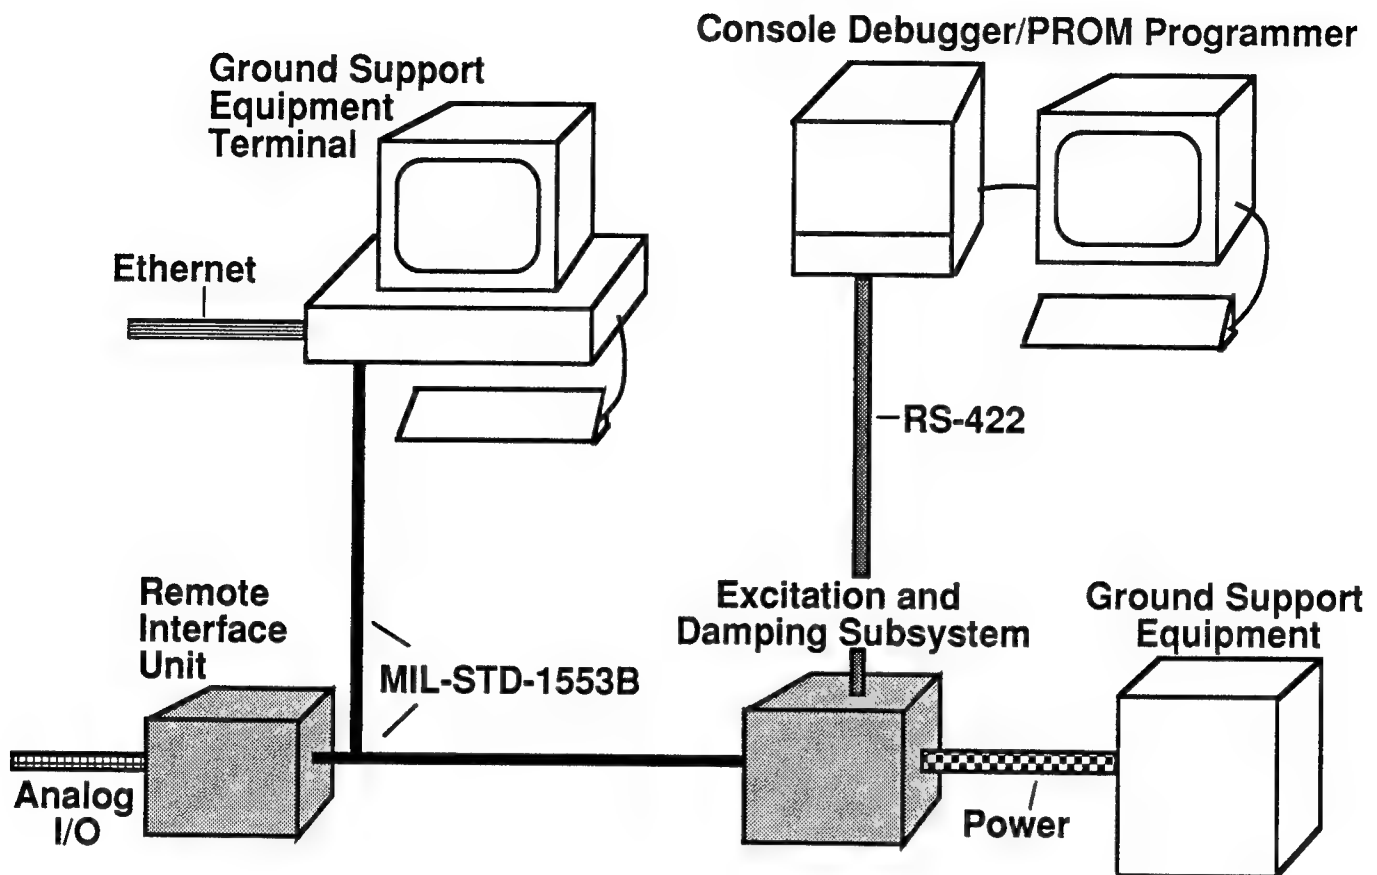 Console Debugger/PROM Programmer
Ground Support
Equipment
Terminal
Ethernet
RS-422
Remote
Interface
Unit
MIL-STD-1553B
Excitation and
Damping Subsystem
Ground Support
Equipment
Analog
I/O
Power